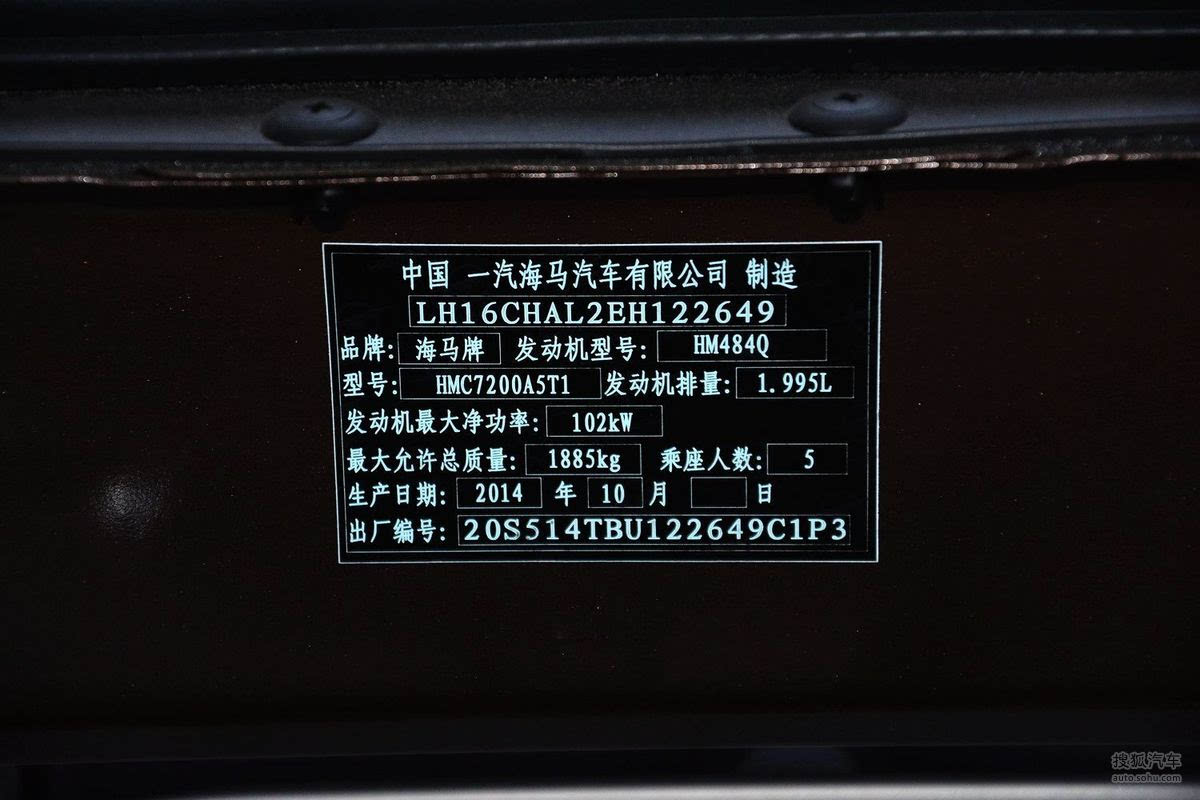 中国 一汽海马汽车有限公司 制造
LH16CHAL2EH122649
品牌: 海马牌 发动机型号: HM484Q
型号: HMC7200A5T1 发动机排量: 1.995L
发动机最大净功率: 102kW
最大允许总质量: 1885kg 乘座人数: 5
生产日期: 2014 年 10 月 日
出厂编号: 20S514TBU122649C1P3
搜狐汽车
auto.sohu.com